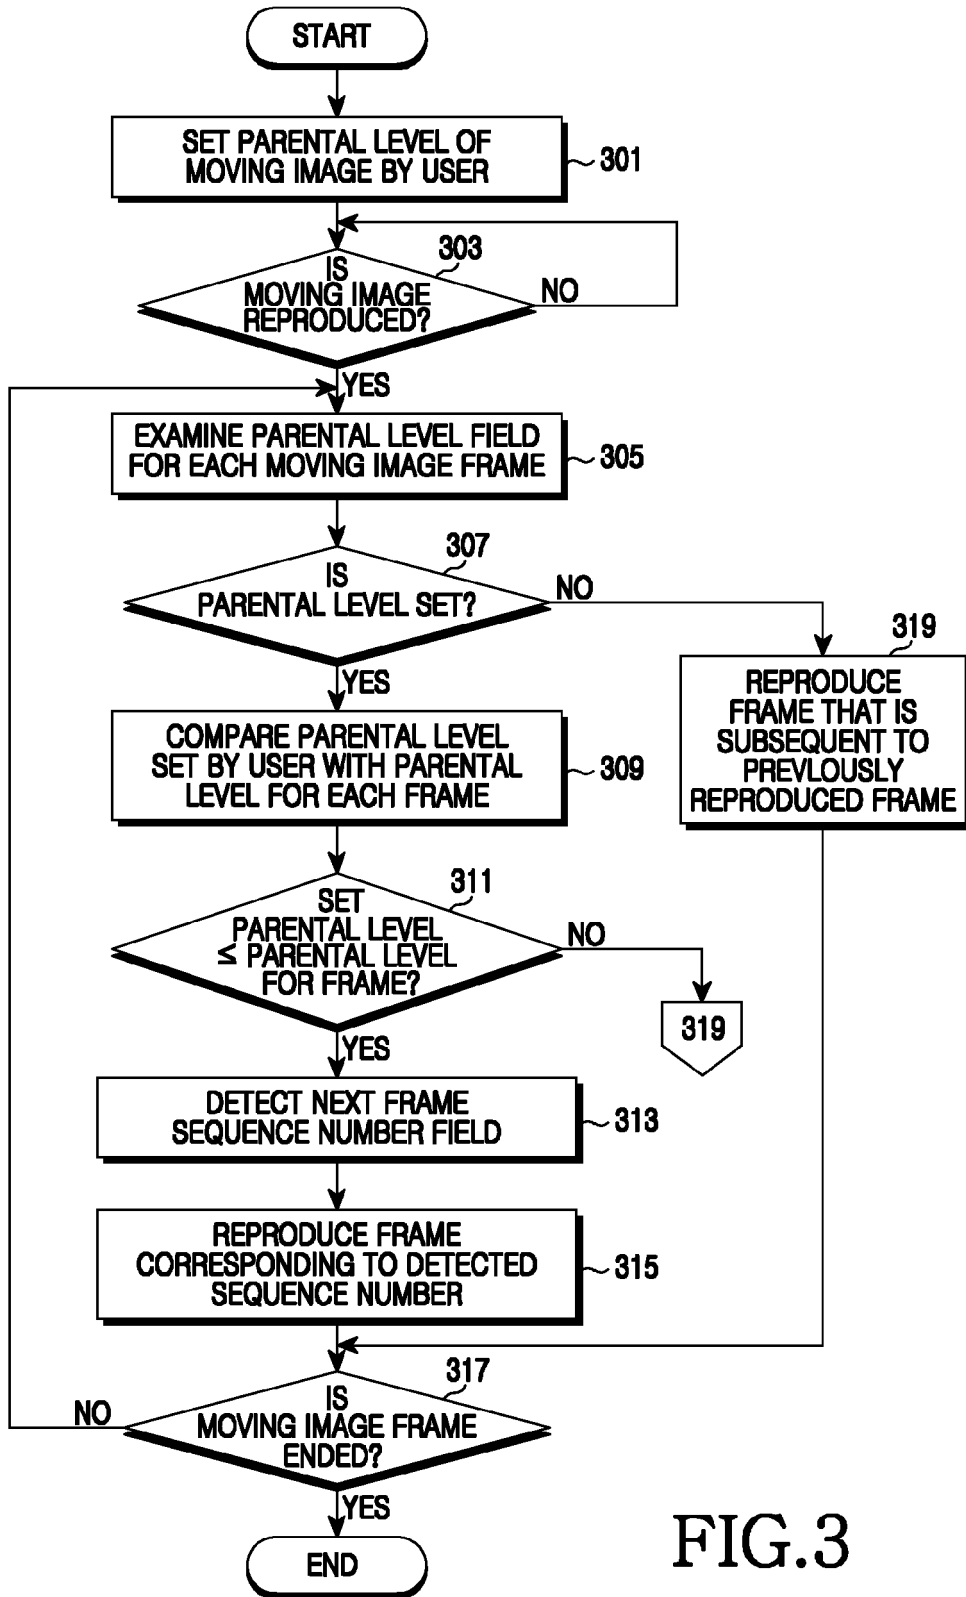 START
SET PARENTAL LEVEL OF
MOVING IMAGE BY USER
301
303
IS
MOVING IMAGE
REPRODUCED?
NO
YES
EXAMINE PARENTAL LEVEL FIELD
FOR EACH MOVING IMAGE FRAME
305
307
IS
PARENTAL LEVEL SET?
NO
YES
319
REPRODUCE
FRAME THAT IS
SUBSEQUENT TO
PREVLOUSLY
REPRODUCED FRAME
COMPARE PARENTAL LEVEL
SET BY USER WITH PARENTAL
LEVEL FOR EACH FRAME
309
311
SET
PARENTAL LEVEL
≤ PARENTAL LEVEL
FOR FRAME?
NO
319
YES
DETECT NEXT FRAME
SEQUENCE NUMBER FIELD
313
REPRODUCE FRAME
CORRESPONDING TO DETECTED
SEQUENCE NUMBER
315
317
IS
MOVING IMAGE FRAME
ENDED?
NO
YES
END
FIG.3